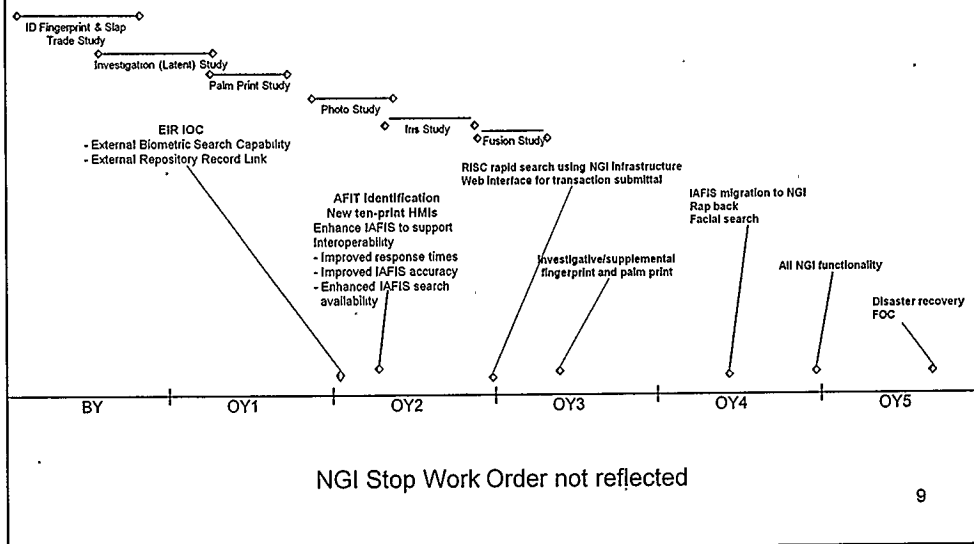 ID Fingerprint & Slap
Trade Study
Investigation (Latent) Study
Palm Print Study
Photo Study
Iris Study
Fusion Study
EIR IOC
- External Biometric Search Capability
- External Repository Record Link
AFIT Identification
New ten-print HMIs
Enhance IAFIS to support
Interoperability
- Improved response times
- Improved IAFIS accuracy
- Enhanced IAFIS search
availability
RISC rapid search using NGI Infrastructure
Web Interface for transaction submittal
Investigative/supplemental
fingerprint and palm print
IAFIS migration to NGI
Rap back
Facial search
All NGI functionality
Disaster recovery
FOC
BY
OY1
OY2
OY3
OY4
OY5
NGI Stop Work Order not reflected
9